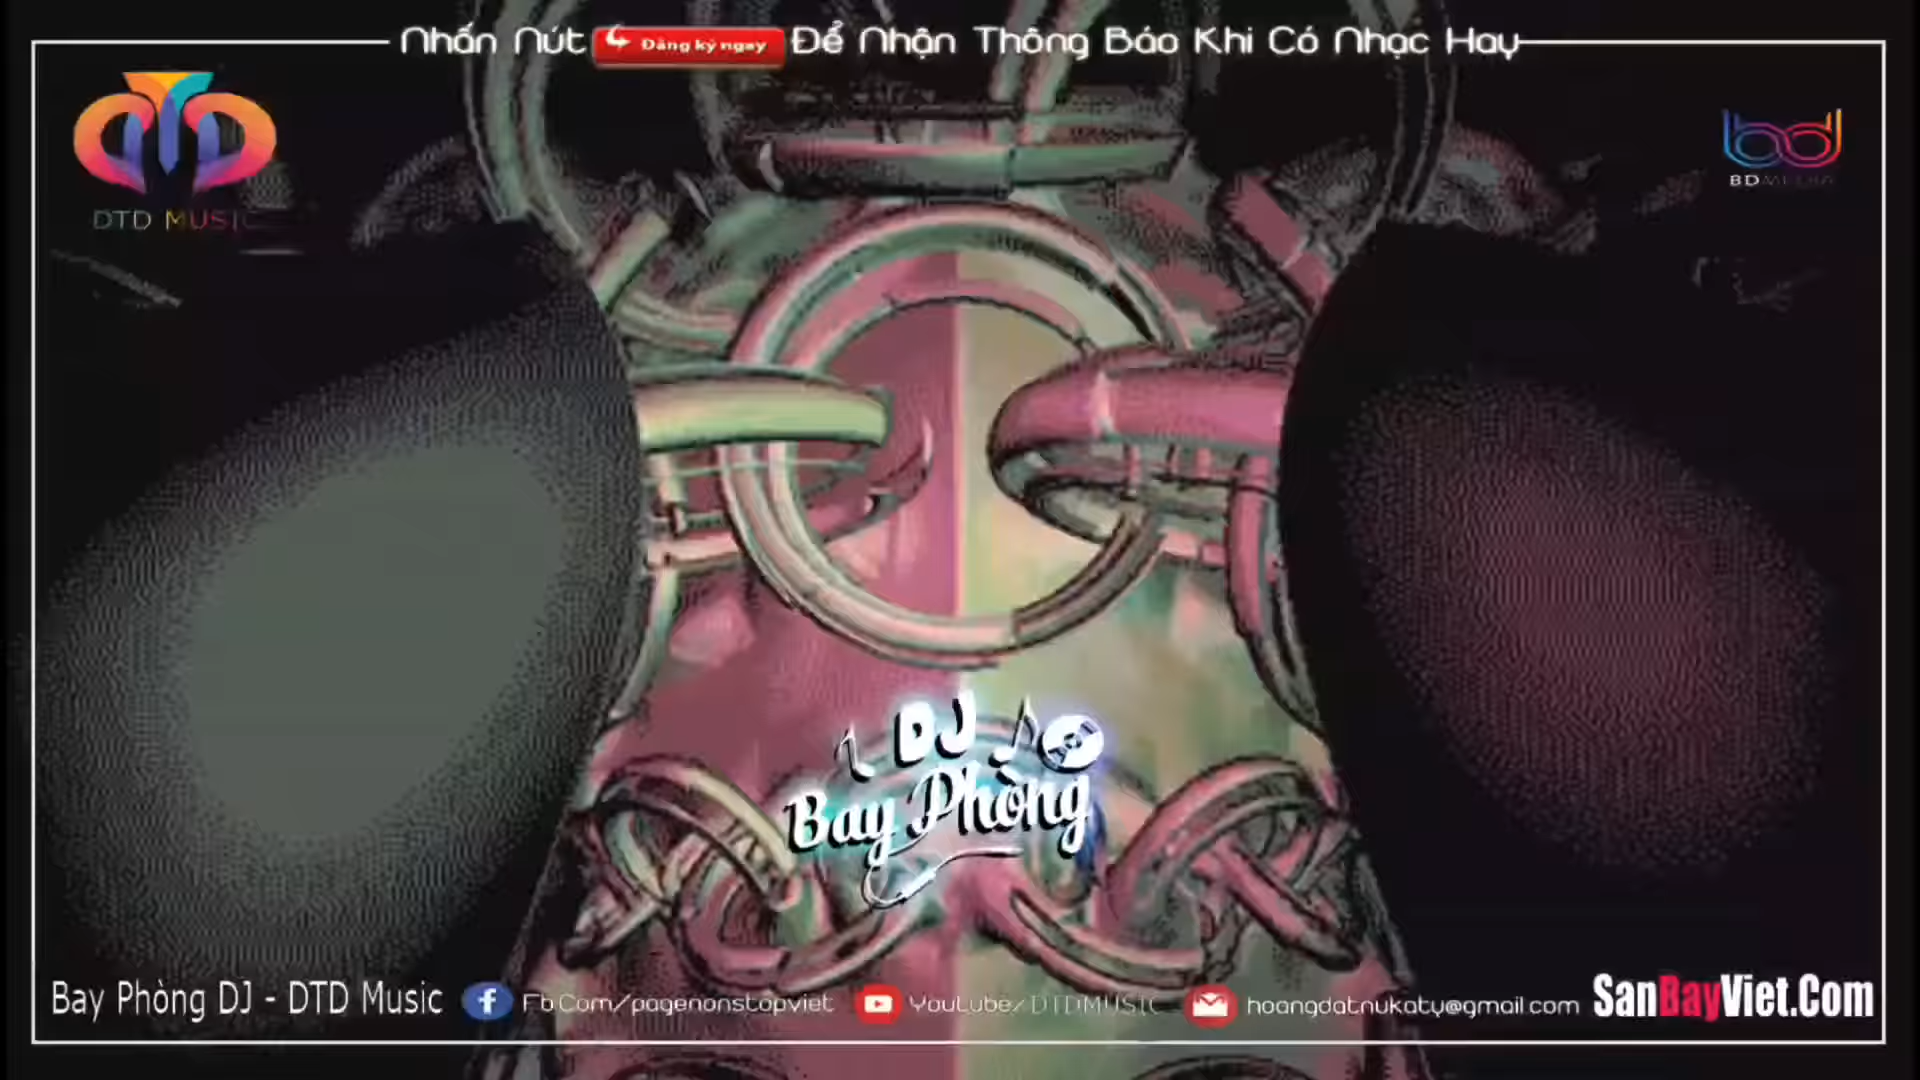 Nhấn Nút Đăng ký ngay Để Nhận Thông Báo Khi Có Nhạc Hay
DTD MUSIC
BD MEDIA
DJ
Bay Phòng
Bay Phòng DJ - DTD Music
Fb.Com/pagenonstopviet
YouTube/DTDMUSIC
hoangdatnukaty@gmail.com
SanBayViet.Com